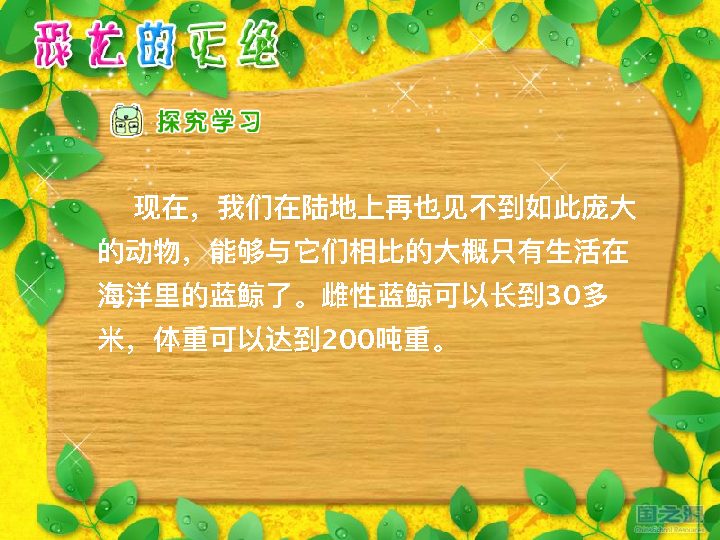 恐龙的灭绝
探究学习
现在，我们在陆地上再也见不到如此庞大
的动物，能够与它们相比的大概只有生活在
海洋里的蓝鲸了。雌性蓝鲸可以长到30多
米，体重可以达到200吨重。